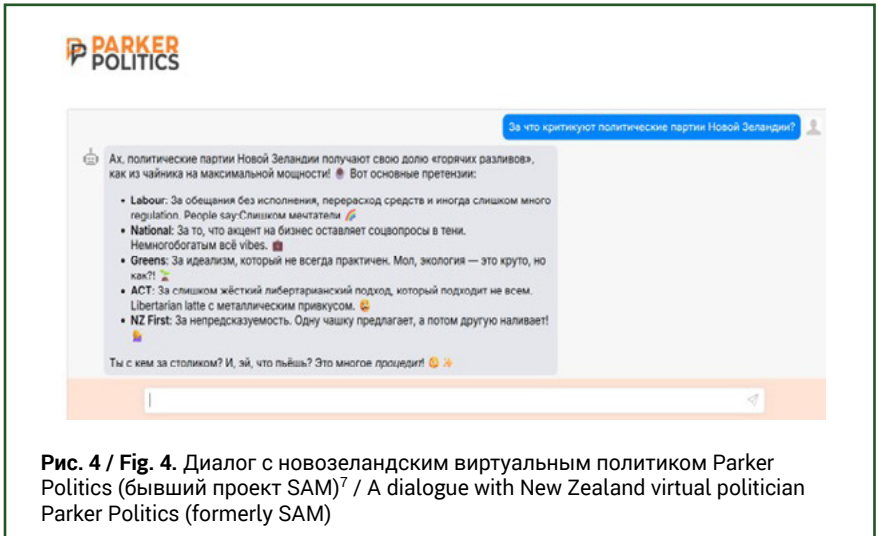 PARKER
POLITICS
За что критикуют политические партии Новой Зеландии?
Ах, политические партии Новой Зеландии получают свою долю «горячих разливов»,
как из чайника на максимальной мощности! Вот основные претензии:
• Labour: За обещания без исполнения, перерасход средств и иногда слишком много
regulation. People say:Слишком мечтатели 🌈
• National: За то, что акцент на бизнес оставляет соцвопросы в тени.
Немногобогатым всё vibes. 💼
• Greens: За идеализм, который не всегда практичен. Мол, экология — это круто, но
как?! 🌱
• ACT: За слишком жёсткий либертарианский подход, который подходит не всем.
Libertarian latte с металлическим привкусом.
• NZ First: За непредсказуемость. Одну чашку предлагает, а потом другую наливает!
Ты с кем за столиком? И, эй, что пьёшь? Это многое процедит!
Рис. 4 / Fig. 4. Диалог с новозеландским виртуальным политиком Parker
Politics (бывший проект SAM)⁷ / A dialogue with New Zealand virtual politician
Parker Politics (formerly SAM)